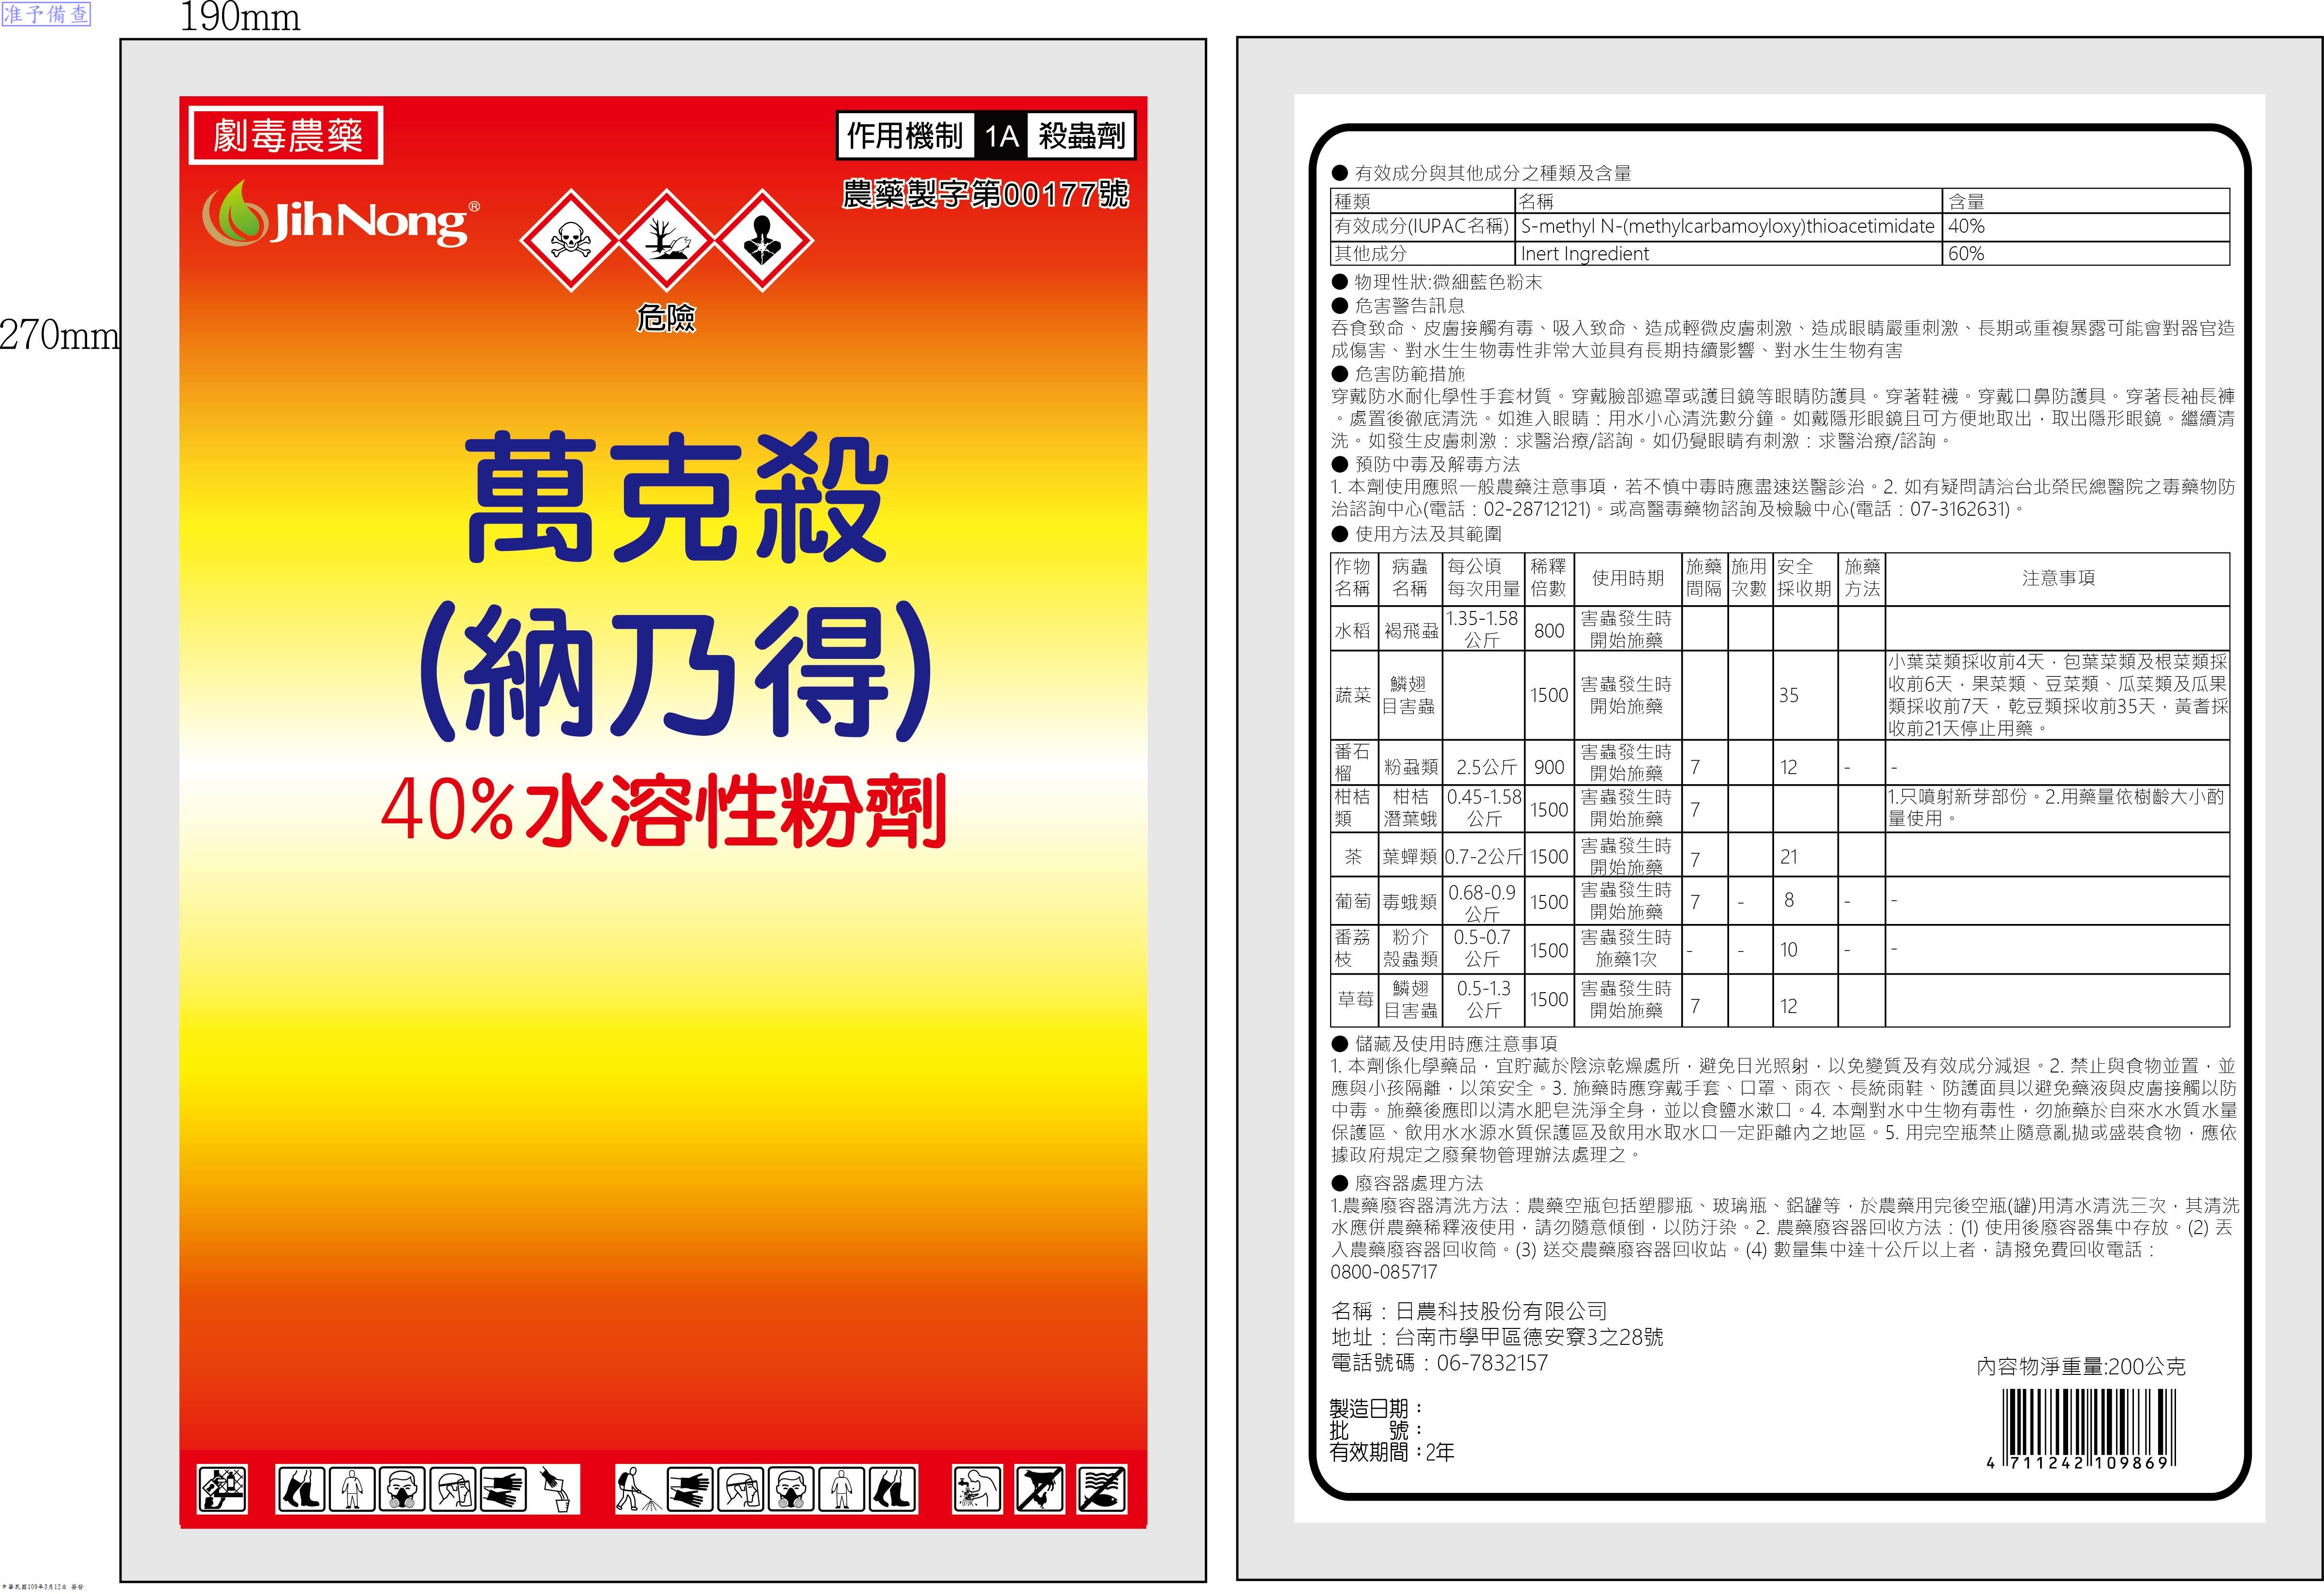 准予備查
190mm
270mm
劇毒農藥
作用機制 1A 殺蟲劑
農藥製字第00177號
JihNong®
危險
萬克殺
(納乃得)
40%水溶性粉劑
● 有效成分與其他成分之種類及含量
種類 名稱 含量
有效成分(IUPAC名稱) S-methyl N-(methylcarbamoyloxy)thioacetimidate 40%
其他成分 Inert Ingredient 60%
● 物理性狀:微細藍色粉末
● 危害警告訊息
吞食致命、皮膚接觸有毒、吸入致命、造成輕微皮膚刺激、造成眼睛嚴重刺激、長期或重複暴露可能會對器官造
成傷害、對水生生物毒性非常大並具有長期持續影響、對水生生物有害
● 危害防範措施
穿戴防水耐化學性手套材質。穿戴臉部遮罩或護目鏡等眼睛防護具。穿著鞋襪。穿戴口鼻防護具。穿著長袖長褲
。處置後徹底清洗。如進入眼睛：用水小心清洗數分鐘。如戴隱形眼鏡且可方便地取出，取出隱形眼鏡。繼續清
洗。如發生皮膚刺激：求醫治療/諮詢。如仍覺眼睛有刺激：求醫治療/諮詢。
● 預防中毒及解毒方法
1. 本劑使用應照一般農藥注意事項，若不慎中毒時應盡速送醫診治。2. 如有疑問請洽台北榮民總醫院之毒藥物防
治諮詢中心(電話：02-28712121)。或高醫毒藥物諮詢及檢驗中心(電話：07-3162631)。
● 使用方法及其範圍
作物 病蟲 每公頃 稀釋 使用時期 施藥 施用 安全 施藥 注意事項
名稱 名稱 每次用量 倍數 間隔 次數 採收期 方法
水稻 褐飛蝨 1.35-1.58 800 害蟲發生時
公斤 開始施藥
蔬菜 鱗翅 1500 害蟲發生時 35 小葉菜類採收前4天，包葉菜類及根菜類採
目害蟲 開始施藥 收前6天，果菜類、豆菜類、瓜菜類及瓜果
類採收前7天，乾豆類採收前35天，黃耆採
收前21天停止用藥。
番石 粉蝨類 2.5公斤 900 害蟲發生時 7 12 - -
榴 開始施藥
柑桔 柑桔 0.45-1.58 1500 害蟲發生時 7 1.只噴射新芽部份。2.用藥量依樹齡大小酌
類 潛葉蛾 公斤 開始施藥 量使用。
茶 葉蟬類 0.7-2公斤 1500 害蟲發生時 7 21
開始施藥
葡萄 毒蛾類 0.68-0.9 1500 害蟲發生時 7 - 8 - -
公斤 開始施藥
番荔 粉介 0.5-0.7 1500 害蟲發生時 - - 10 - -
枝 殼蟲類 公斤 施藥1次
草莓 鱗翅 0.5-1.3 1500 害蟲發生時 7 12
目害蟲 公斤 開始施藥
● 儲藏及使用時應注意事項
1. 本劑係化學藥品，宜貯藏於陰涼乾燥處所，避免日光照射，以免變質及有效成分減退。2. 禁止與食物並置，並
應與小孩隔離，以策安全。3. 施藥時應穿戴手套、口罩、雨衣、長統雨鞋、防護面具以避免藥液與皮膚接觸以防
中毒。施藥後應即以清水肥皂洗淨全身，並以食鹽水漱口。4. 本劑對水中生物有毒性，勿施藥於自來水水質水量
保護區、飲用水水源水質保護區及飲用水取水口一定距離內之地區。5. 用完空瓶禁止隨意亂拋或盛裝食物，應依
據政府規定之廢棄物管理辦法處理之。
● 廢容器處理方法
1.農藥廢容器清洗方法：農藥空瓶包括塑膠瓶、玻璃瓶、鋁罐等，於農藥用完後空瓶(罐)用清水清洗三次，其清洗
水應併農藥稀釋液使用，請勿隨意傾倒，以防汙染。2. 農藥廢容器回收方法：(1) 使用後廢容器集中存放。(2) 丟
入農藥廢容器回收筒。(3) 送交農藥廢容器回收站。(4) 數量集中達十公斤以上者，請撥免費回收電話：
0800-085717
名稱：日農科技股份有限公司
地址：台南市學甲區德安寮3之28號
電話號碼：06-7832157
內容物淨重量:200公克
製造日期：
批 號：
有效期間：2年
4 711242 109869
中華民國109年3月12日 簽發